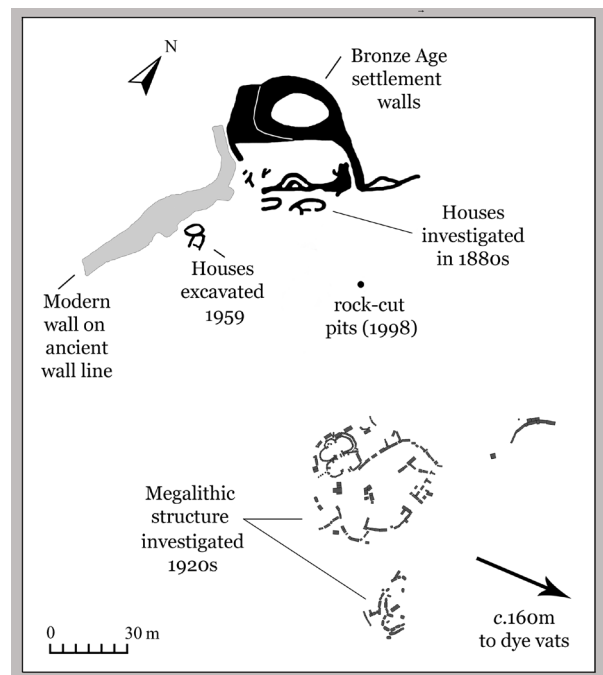 N
Bronze Age
settlement
walls
Houses
investigated
in 1880s
Houses
excavated
1959
rock-cut
pits (1998)
Modern
wall on
ancient
wall line
Megalithic
structure
investigated
1920s
0 30 m
c.160m
to dye vats